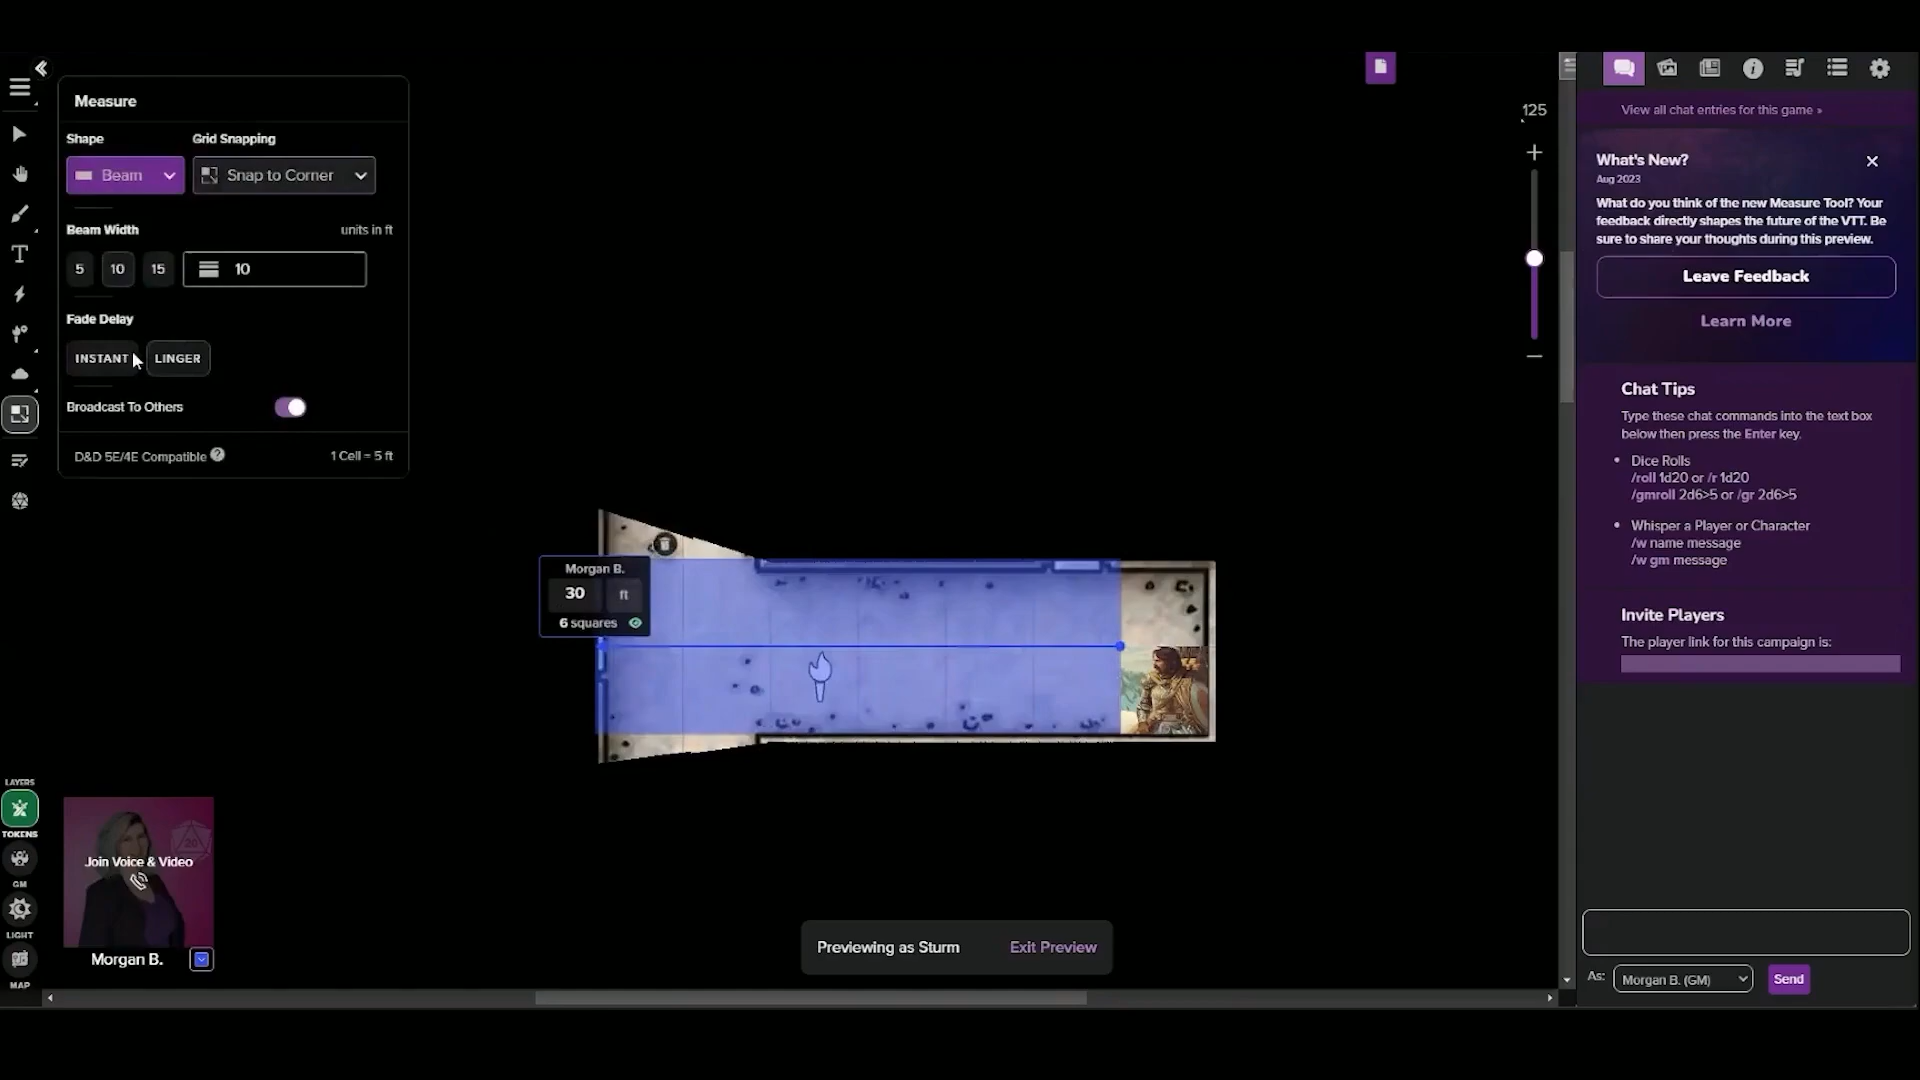 Measure
Shape
Grid Snapping
Beam
Snap to Corner
Beam Width
units in ft
5
10
15
10
Fade Delay
INSTANT
LINGER
Broadcast To Others
D&D 5E/4E Compatible
1 Cell = 5 ft
LAYERS
TOKENS
GM
LIGHT
MAP
Join Voice & Video
Morgan B.
Morgan B.
30
ft
6 squares
Previewing as Sturm
Exit Preview
125
View all chat entries for this game »
What's New?
Aug 2023
What do you think of the new Measure Tool? Your
feedback directly shapes the future of the VTT. Be
sure to share your thoughts during this preview.
Leave Feedback
Learn More
Chat Tips
Type these chat commands into the text box
below then press the Enter key.
• Dice Rolls
/roll 1d20 or /r 1d20
/gmroll 2d6>5 or /gr 2d6>5
• Whisper a Player or Character
/w name message
/w gm message
Invite Players
The player link for this campaign is:
As:
Morgan B. (GM)
Send